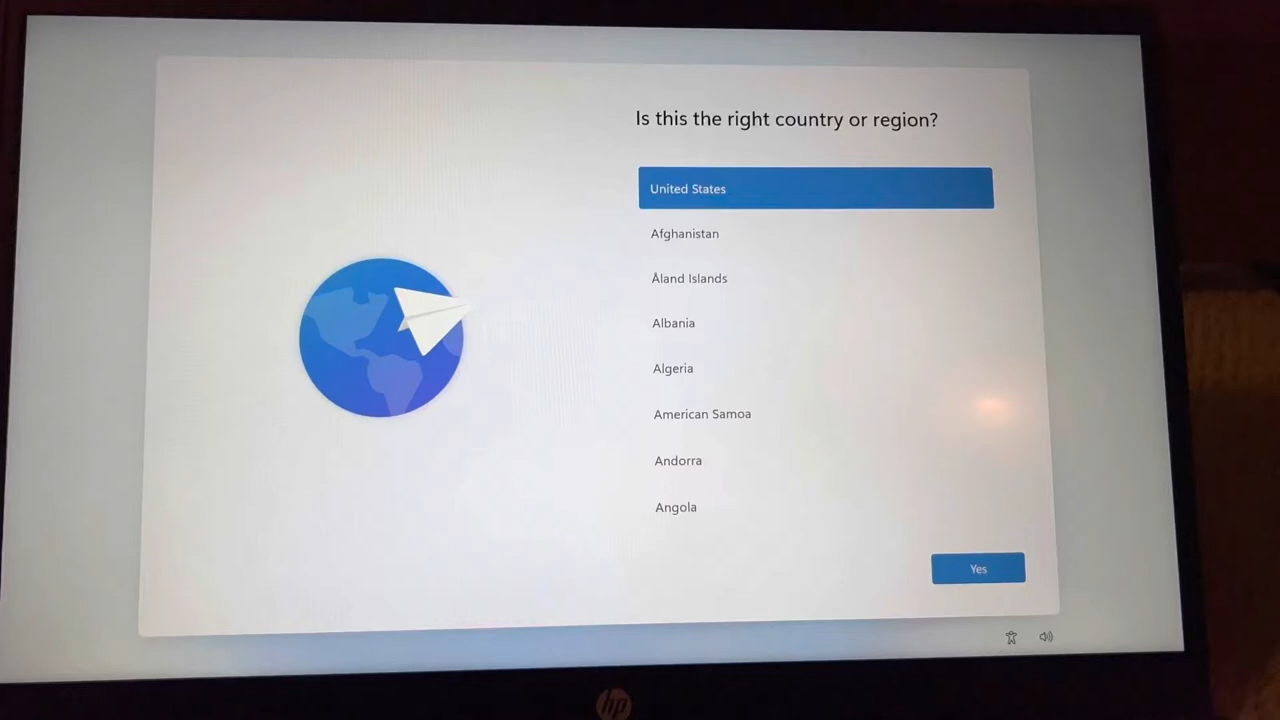 Is this the right country or region?
United States
Afghanistan
Åland Islands
Albania
Algeria
American Samoa
Andorra
Angola
Yes
hp